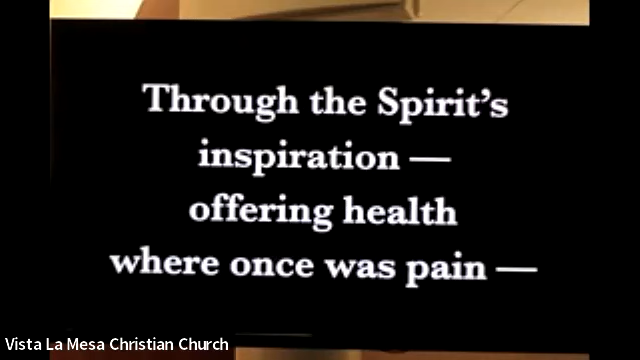 Through the Spirit’s
inspiration —
offering health
where once was pain —
Vista La Mesa Christian Church